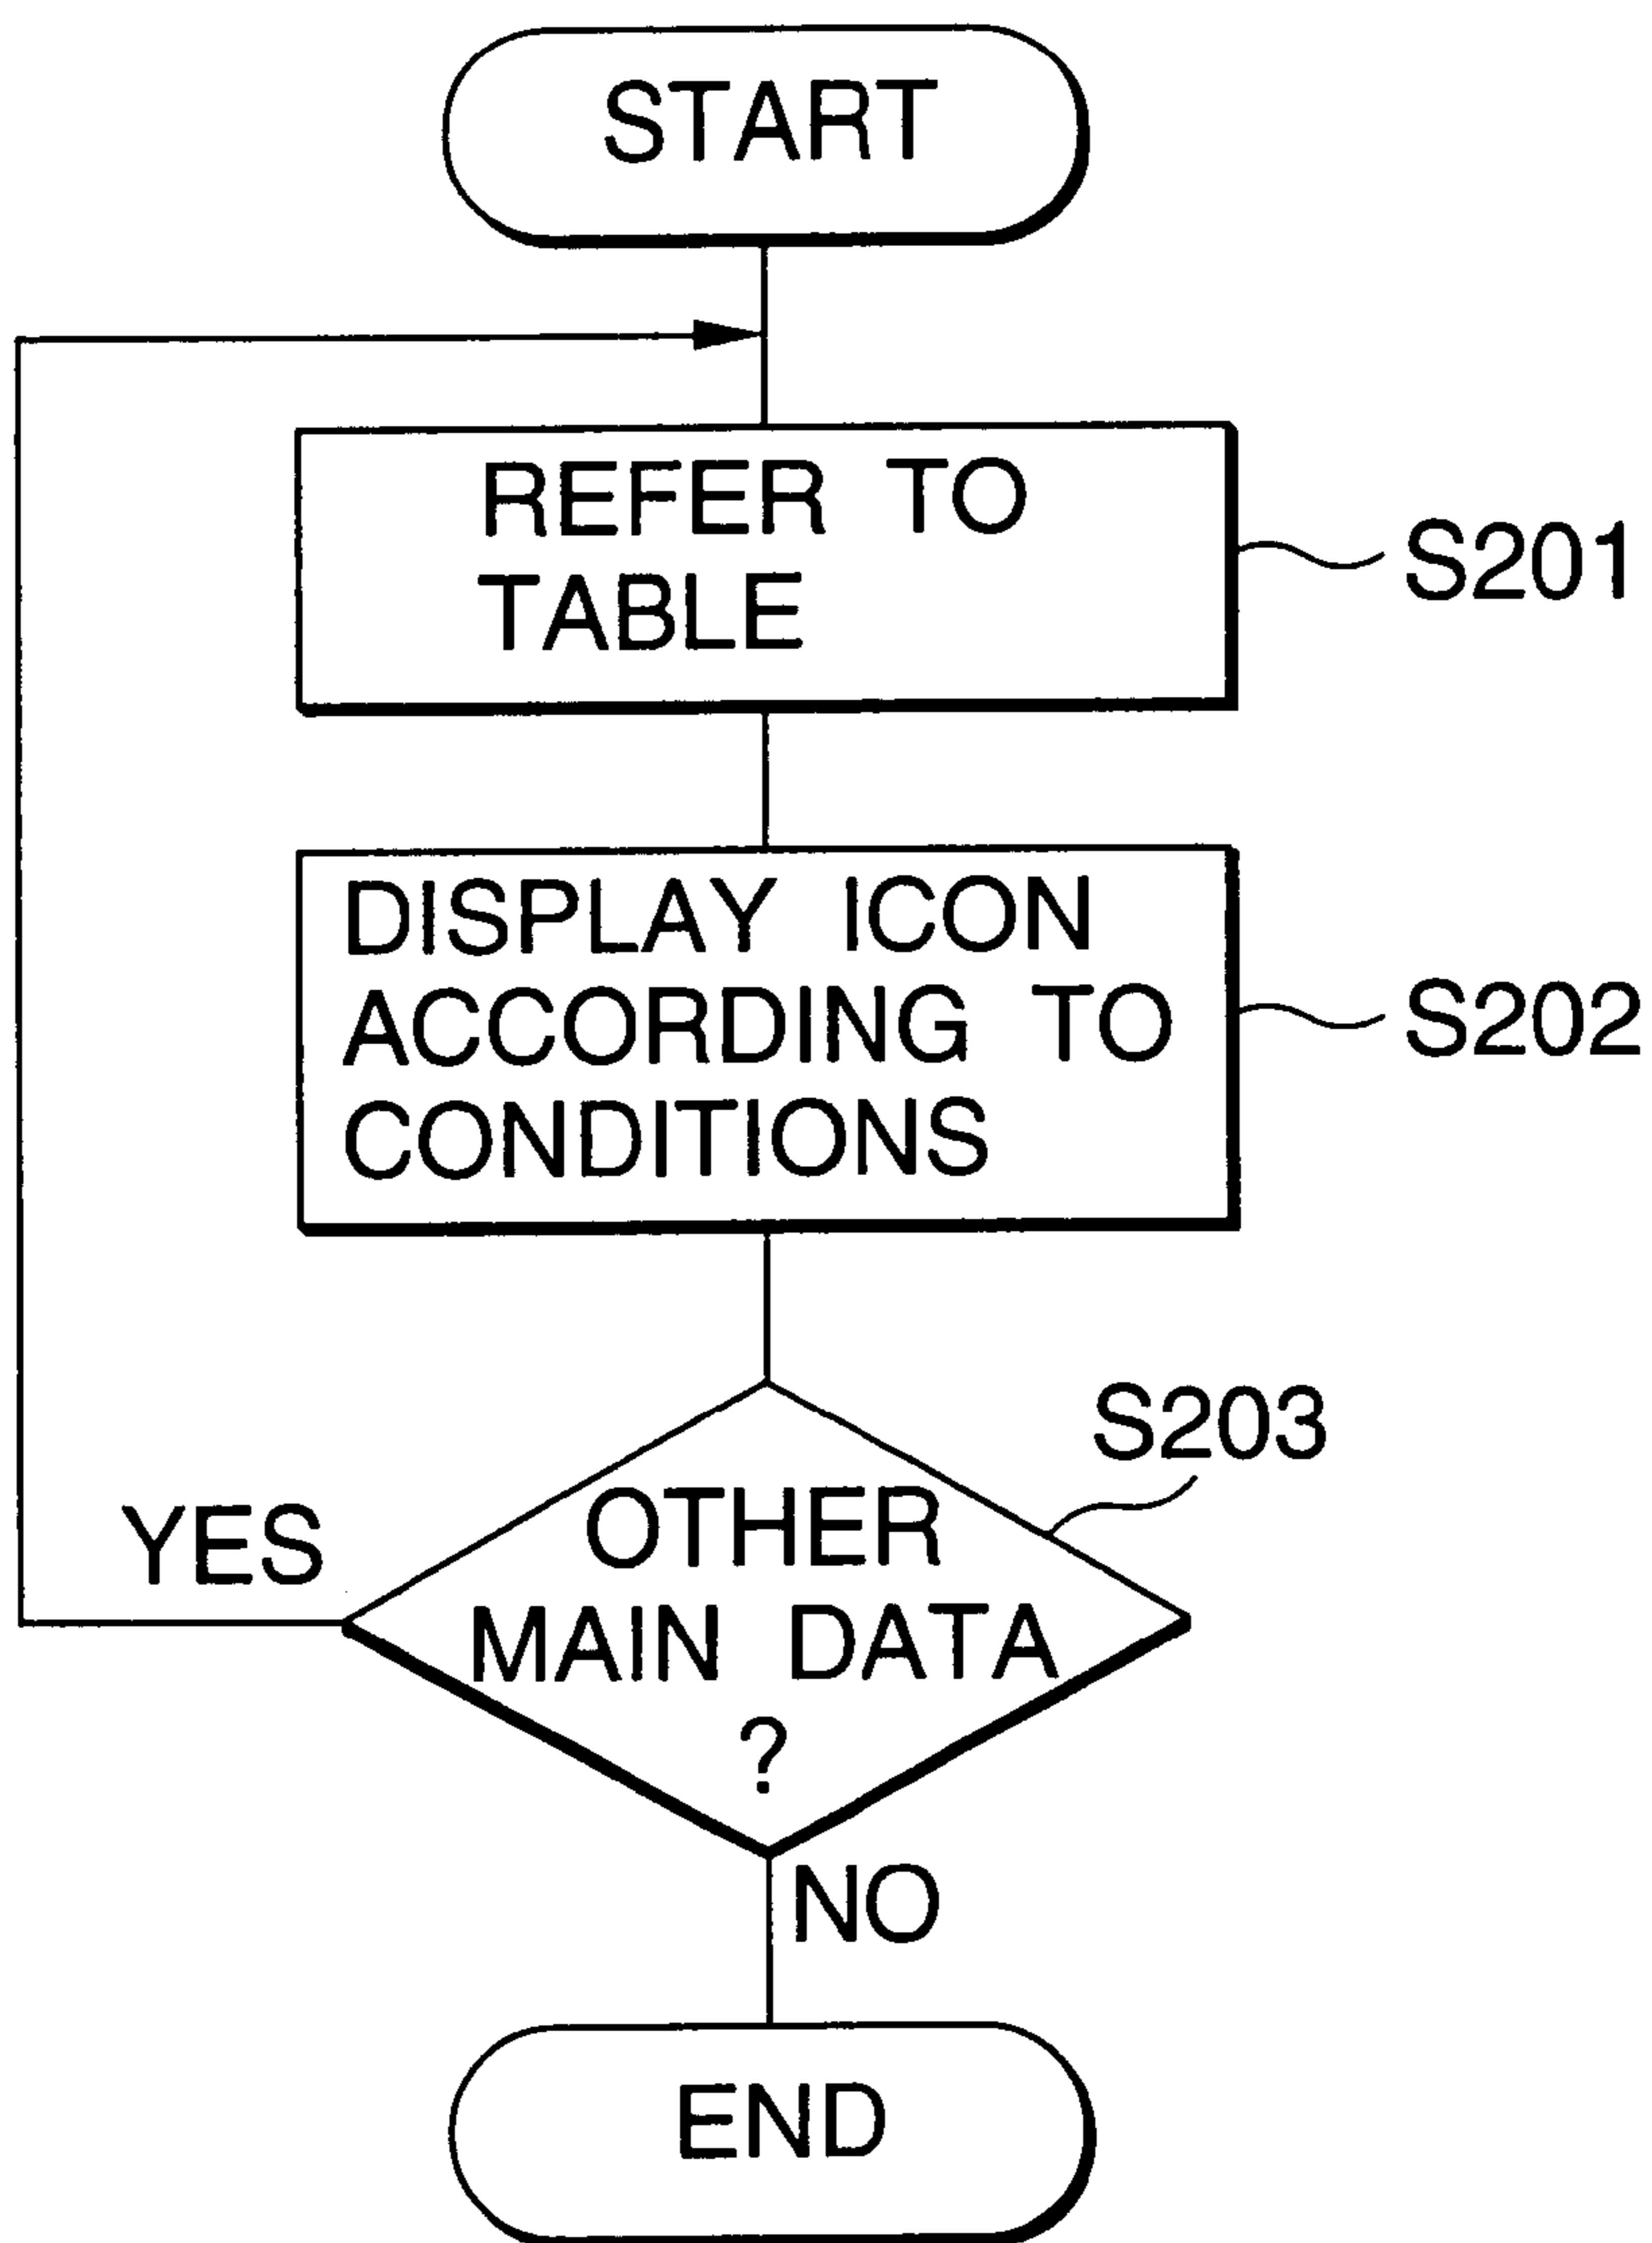 START
REFER TO
TABLE
S201
DISPLAY ICON
ACCORDING TO
CONDITIONS
S202
S203
OTHER
MAIN DATA
?
YES
NO
END